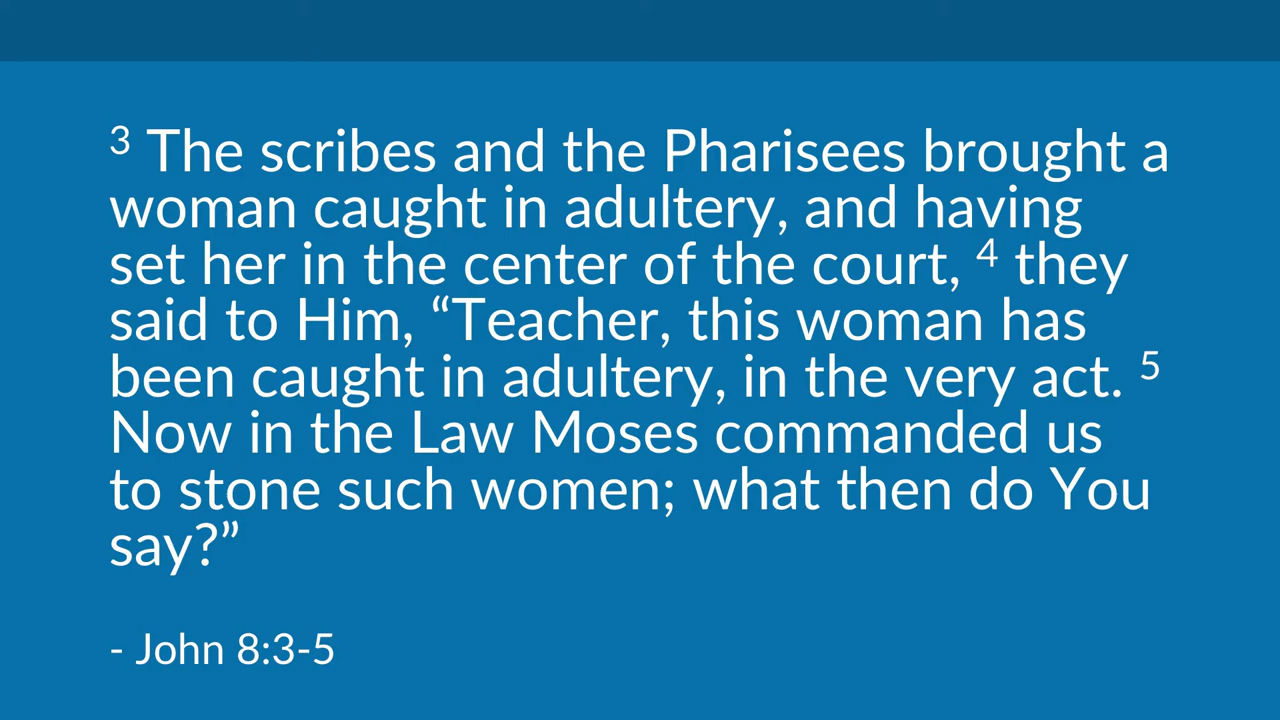 3 The scribes and the Pharisees brought a
woman caught in adultery, and having
set her in the center of the court, 4 they
said to Him, “Teacher, this woman has
been caught in adultery, in the very act. 5
Now in the Law Moses commanded us
to stone such women; what then do You
say?”
- John 8:3-5